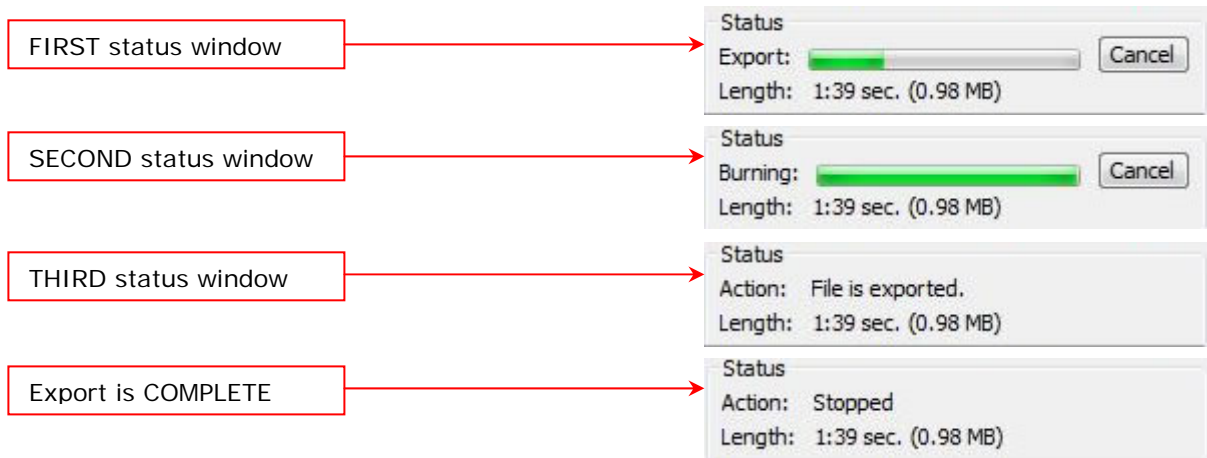 FIRST status window
Status
Export: Cancel
Length: 1:39 sec. (0.98 MB)
SECOND status window
Status
Burning: Cancel
Length: 1:39 sec. (0.98 MB)
THIRD status window
Status
Action: File is exported.
Length: 1:39 sec. (0.98 MB)
Export is COMPLETE
Status
Action: Stopped
Length: 1:39 sec. (0.98 MB)